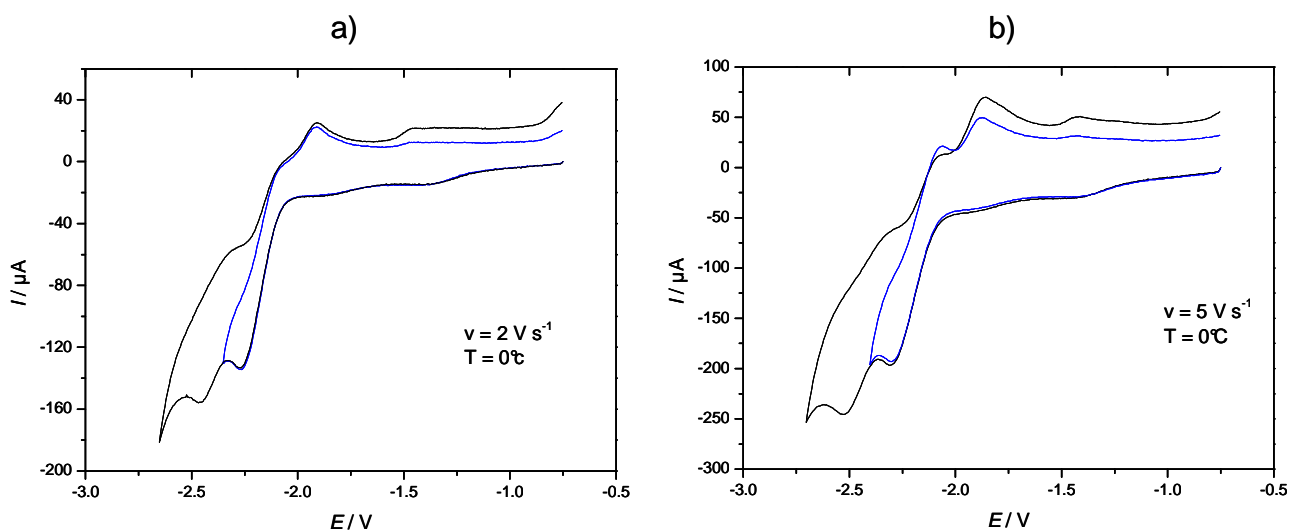 a)
40
0
-40
-80
-120
-160
-200
-3.0
-2.5
-2.0
-1.5
-1.0
-0.5
I / µA
E / V
v = 2 V s⁻¹
T = 0°c
b)
100
50
0
-50
-100
-150
-200
-250
-300
-3.0
-2.5
-2.0
-1.5
-1.0
-0.5
I / µA
E / V
v = 5 V s⁻¹
T = 0°C